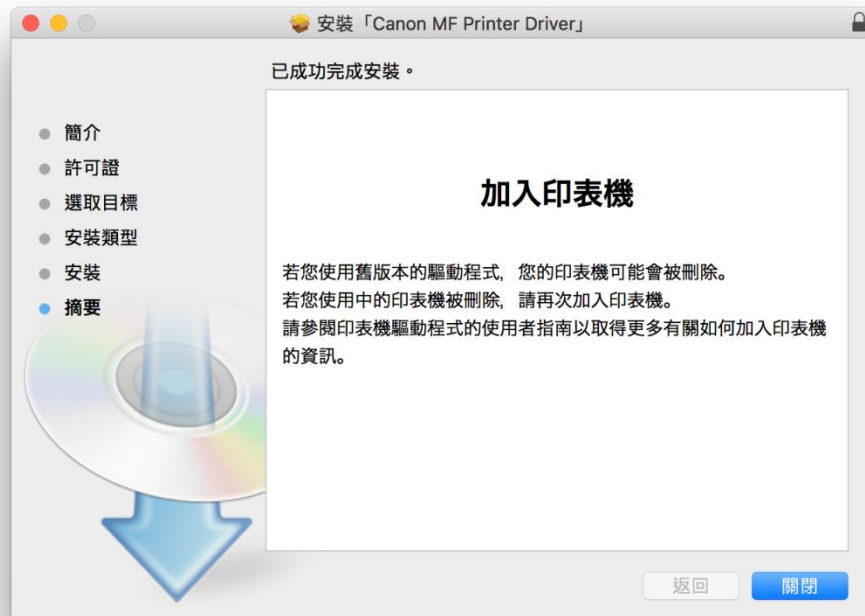 安裝「Canon MF Printer Driver」
已成功完成安裝。
簡介
許可證
選取目標
安裝類型
安裝
摘要
加入印表機
若您使用舊版本的驅動程式，您的印表機可能會被刪除。
若您使用中的印表機被刪除，請再次加入印表機。
請參閱印表機驅動程式的使用者指南以取得更多有關如何加入印表機
的資訊。
返回
關閉